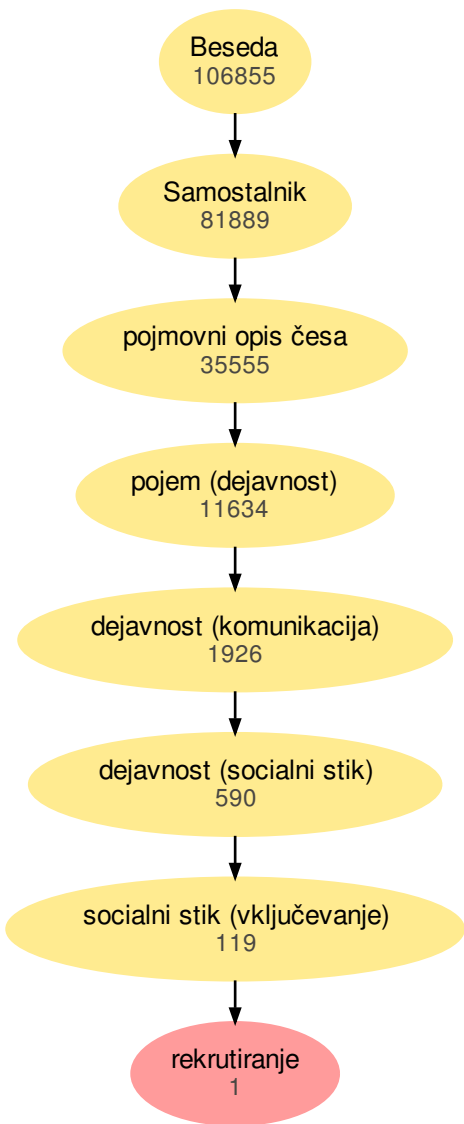 Beseda
106855
Samostalnik
81889
pojmovni opis česa
35555
pojem (dejavnost)
11634
dejavnost (komunikacija)
1926
dejavnost (socialni stik)
590
socialni stik (vključevanje)
119
rekrutiranje
1